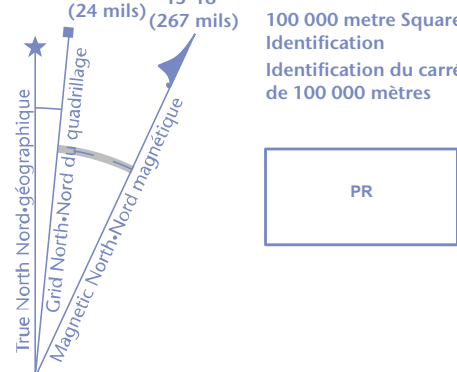 (24 mils)
(267 mils)
100 000 metre Square
Identification
Identification du carré
de 100 000 mètres
True North Nord•géographique
Grid North•Nord du quadrillage
Magnetic North•Nord magnétique
PR